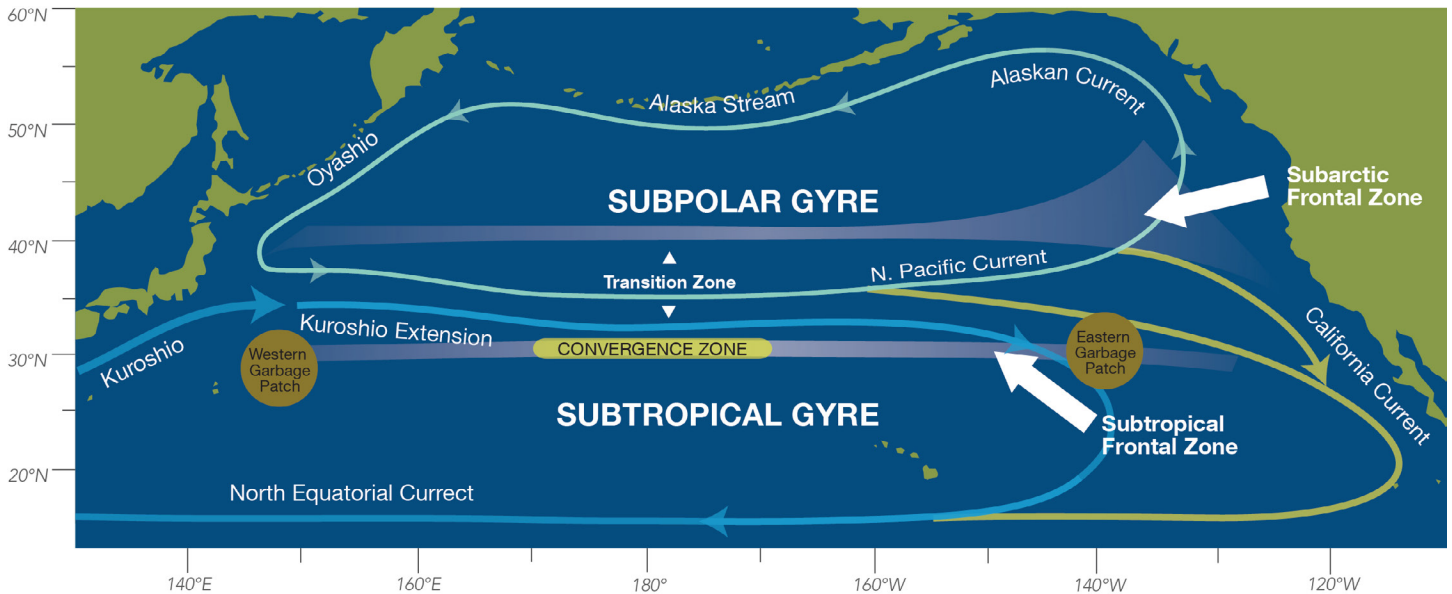 60°N
50°N
40°N
30°N
20°N
Alaska Stream
Alaskan Current
Oyashio
SUBPOLAR GYRE
Subarctic
Frontal Zone
Transition Zone
N. Pacific Current
Kuroshio
Kuroshio Extension
Western
Garbage
Patch
CONVERGENCE ZONE
Eastern
Garbage
Patch
California Current
SUBTROPICAL GYRE
Subtropical
Frontal Zone
North Equatorial Currect
140°E
160°E
180°
160°W
140°W
120°W